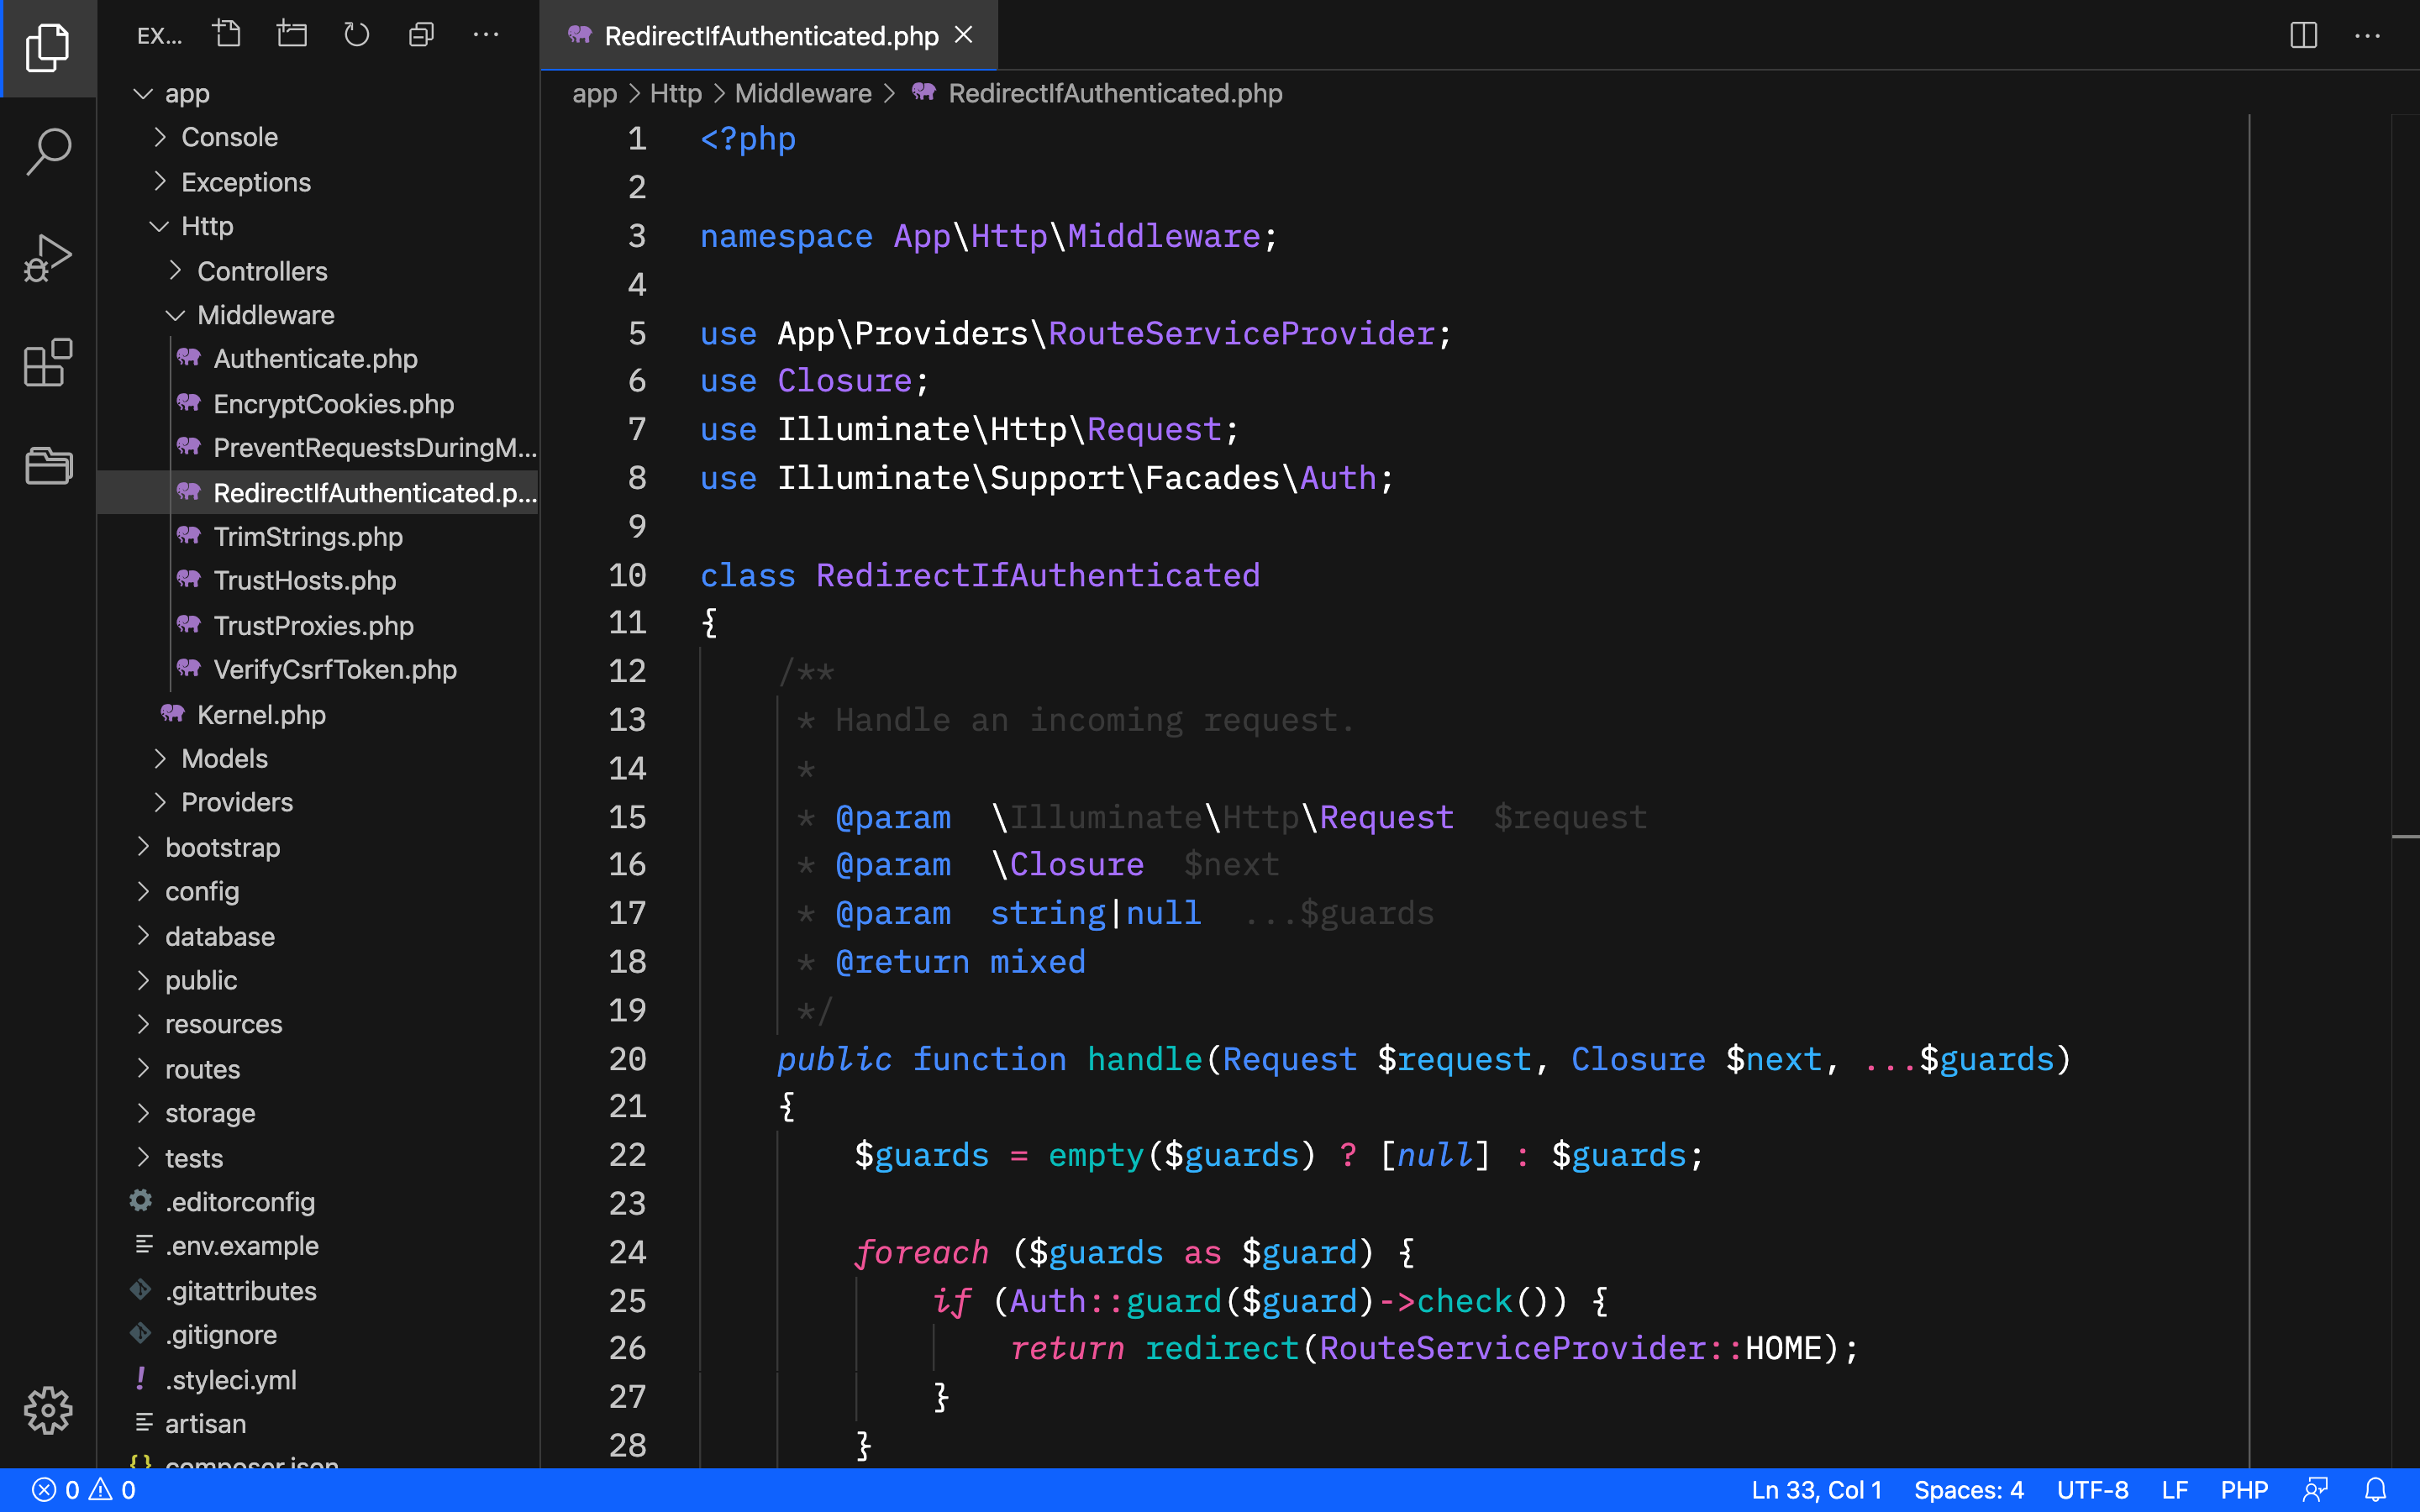 EX...
app
Console
Exceptions
Http
Controllers
Middleware
Authenticate.php
EncryptCookies.php
PreventRequestsDuringM...
RedirectIfAuthenticated.p...
TrimStrings.php
TrustHosts.php
TrustProxies.php
VerifyCsrfToken.php
Kernel.php
Models
Providers
bootstrap
config
database
public
resources
routes
storage
tests
.editorconfig
.env.example
.gitattributes
.gitignore
.styleci.yml
artisan
composer.json
RedirectIfAuthenticated.php
app > Http > Middleware > RedirectIfAuthenticated.php
1 <?php
2
3 namespace App\Http\Middleware;
4
5 use App\Providers\RouteServiceProvider;
6 use Closure;
7 use Illuminate\Http\Request;
8 use Illuminate\Support\Facades\Auth;
9
10 class RedirectIfAuthenticated
11 {
12     /**
13      * Handle an incoming request.
14      *
15      * @param  \Illuminate\Http\Request  $request
16      * @param  \Closure  $next
17      * @param  string|null  ...$guards
18      * @return mixed
19      */
20     public function handle(Request $request, Closure $next, ...$guards)
21     {
22         $guards = empty($guards) ? [null] : $guards;
23
24         foreach ($guards as $guard) {
25             if (Auth::guard($guard)->check()) {
26                 return redirect(RouteServiceProvider::HOME);
27             }
28         }
0 0
Ln 33, Col 1 Spaces: 4 UTF-8 LF PHP